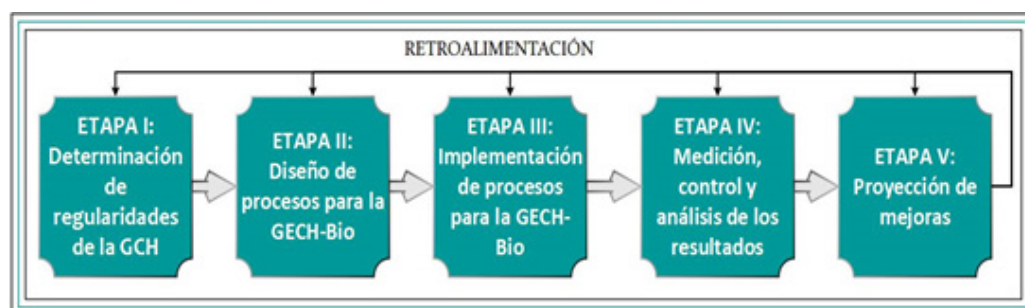 RETROALIMENTACIÓN
ETAPA I:
Determinación
de
regularidades
de la GCH
ETAPA II:
Diseño de
procesos para la
GECH-Bio
ETAPA III:
Implementación
de procesos
para la GECH-
Bio
ETAPA IV:
Medición,
control y
análisis de los
resultados
ETAPA V:
Proyección de
mejoras